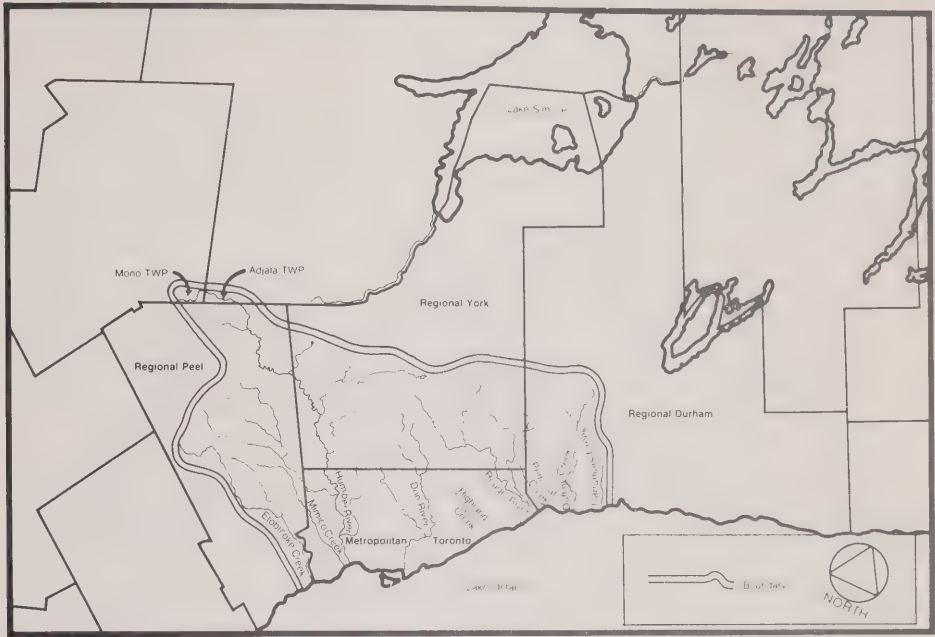 Mono TWP
Adjala TWP
Regional York
Regional Peel
Regional Durham
Humber River
Don River
Highland Creek
Etobicoke Creek
Mimico Creek
Metropolitan Toronto
NORTH